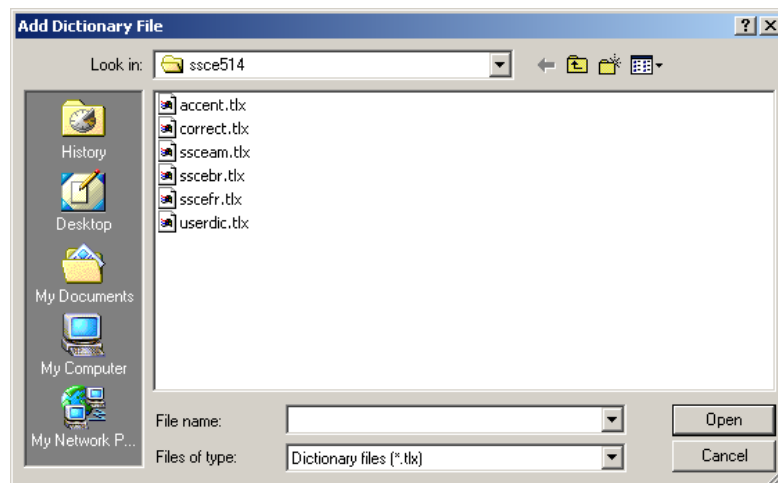 Add Dictionary File
Look in: ssce514
History
Desktop
My Documents
My Computer
My Network P...
accent.tlx
correct.tlx
ssceam.tlx
sscebr.tlx
sscefr.tlx
userdic.tlx
File name:
Open
Files of type: Dictionary files (*.tlx)
Cancel